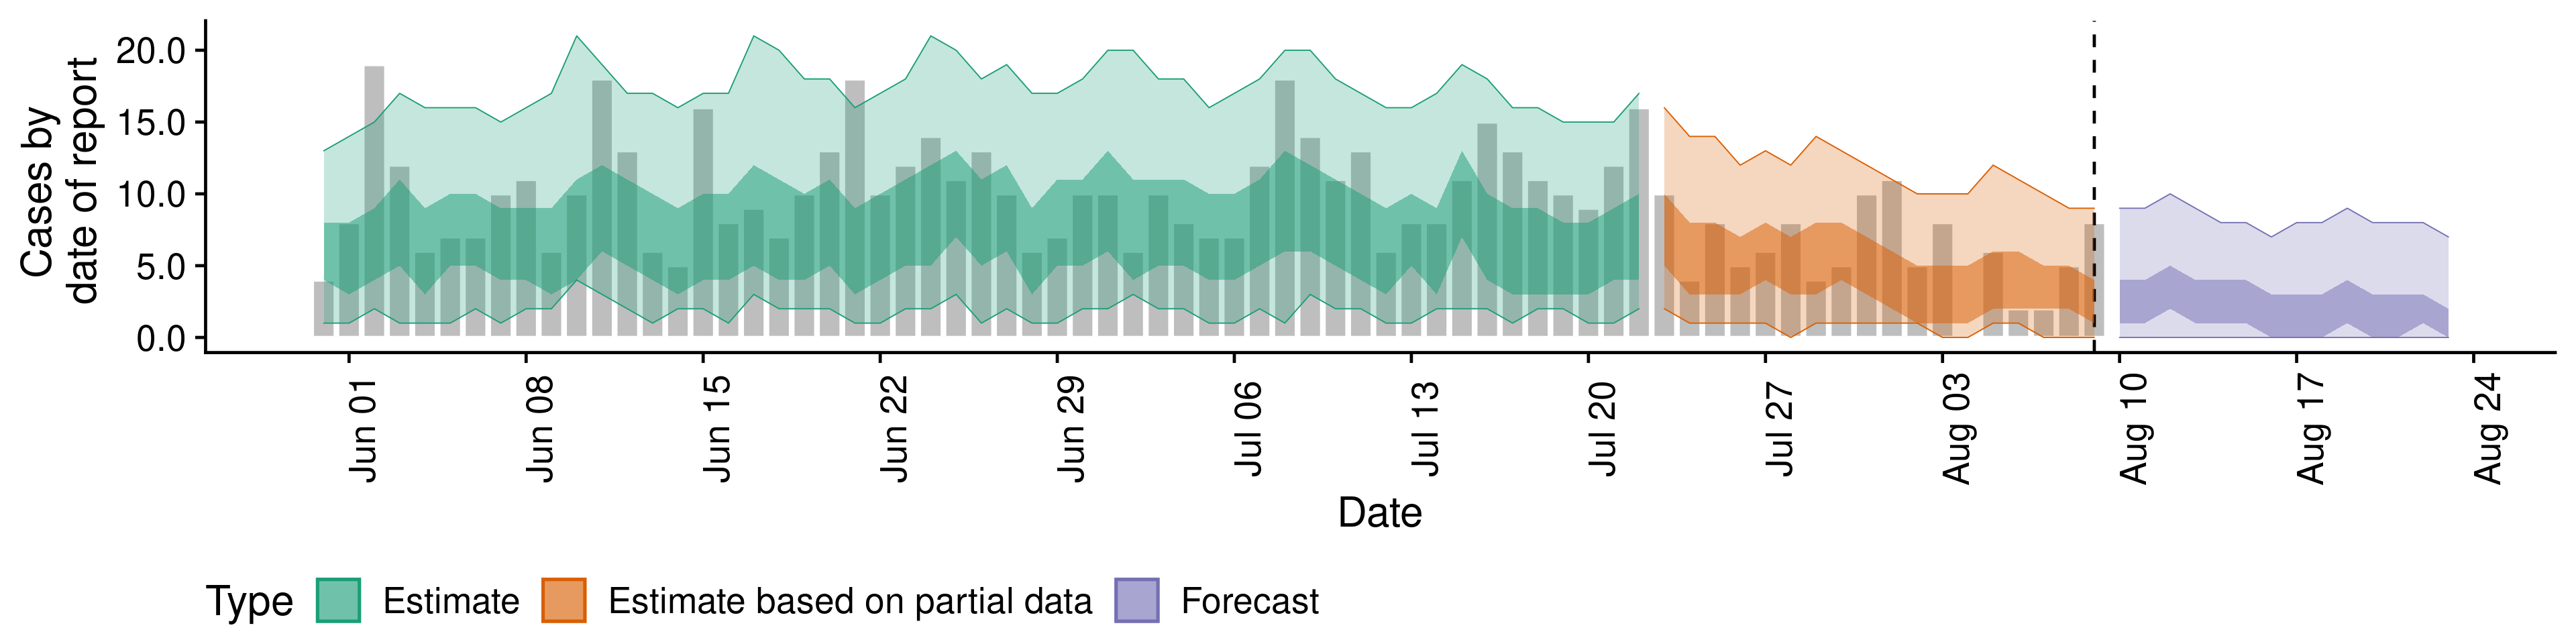 Cases by
date of report
20.0
15.0
10.0
5.0
0.0
Jun 01
Jun 08
Jun 15
Jun 22
Jun 29
Jul 06
Jul 13
Jul 20
Jul 27
Aug 03
Aug 10
Aug 17
Aug 24
Date
Type Estimate Estimate based on partial data Forecast